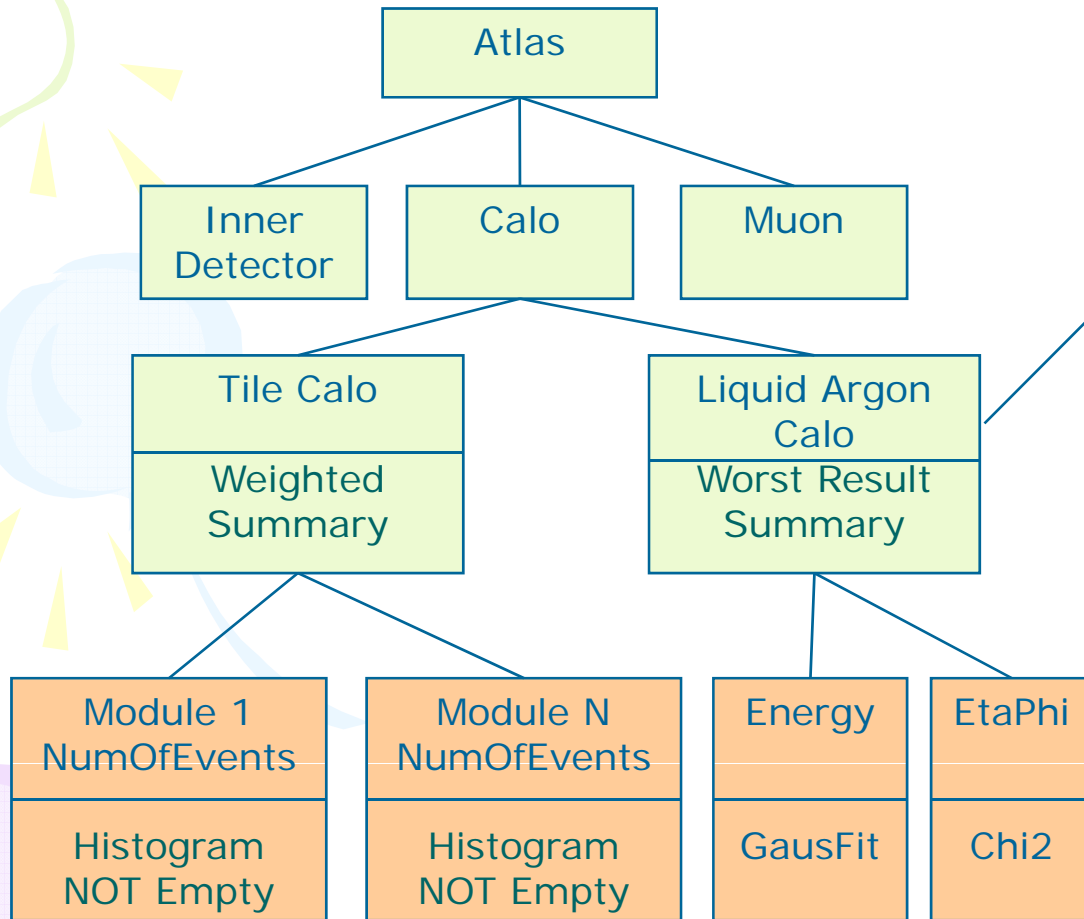 Atlas
Inner
Detector
Calo
Muon
Tile Calo
Weighted
Summary
Liquid Argon
Calo
Worst Result
Summary
Module 1
NumOfEvents
Histogram
NOT Empty
Module N
NumOfEvents
Histogram
NOT Empty
Energy
GausFit
EtaPhi
Chi2